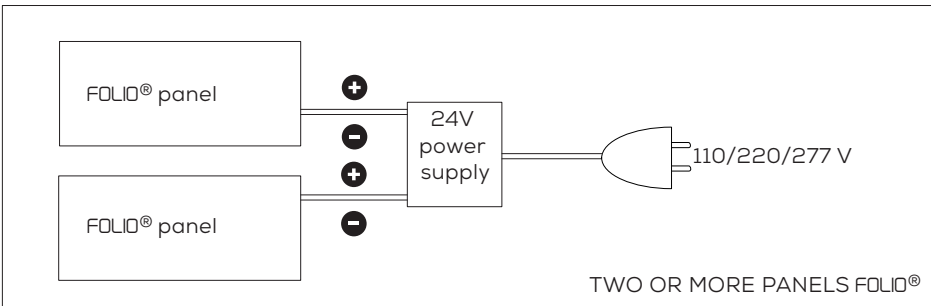 FOLIO® panel
+
-
24V
power
supply
110/220/277 V
+
-
FOLIO® panel
TWO OR MORE PANELS FOLIO®